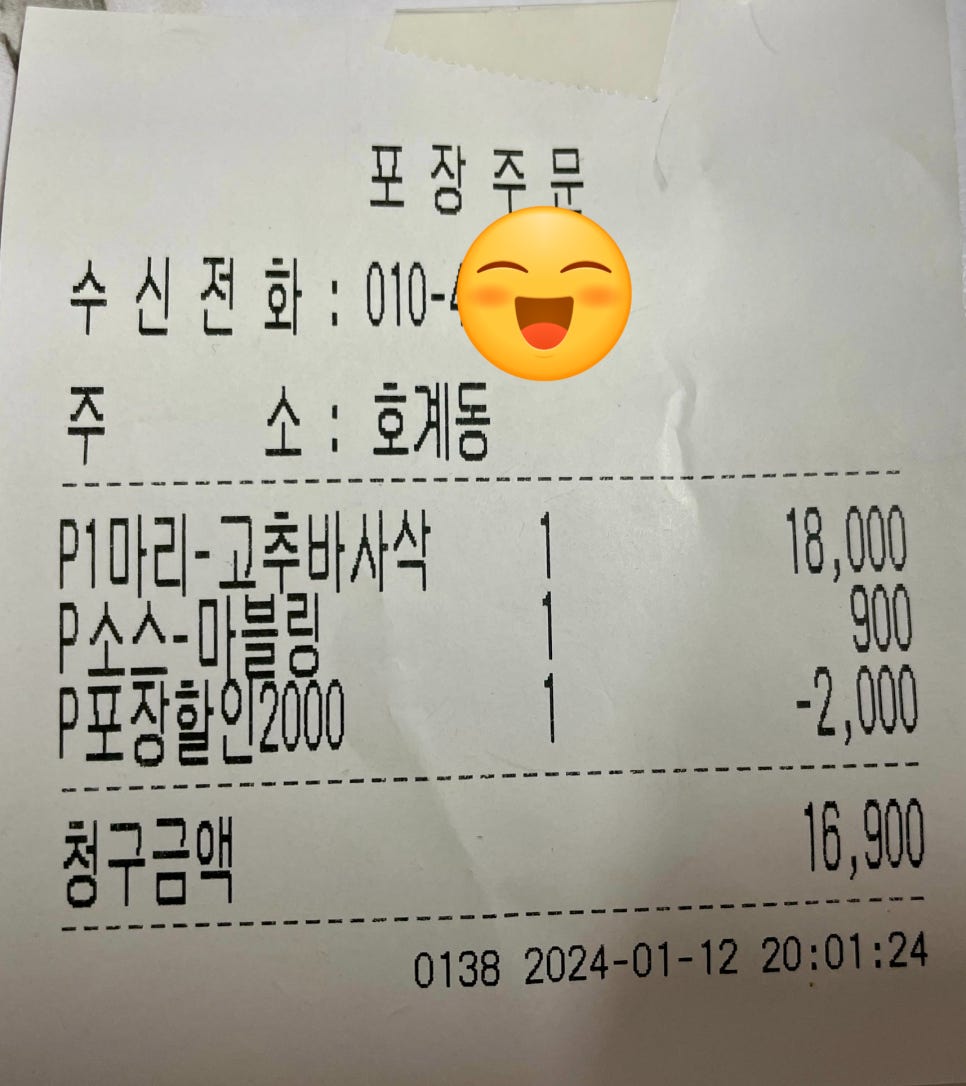 포장주문
수신전화 : 010-
주소 : 호계동
P1마리-고추바사삭 1 18,000
P소스-마블링 1 900
P포장할인2000 1 -2,000
청구금액 16,900
0138 2024-01-12 20:01:24